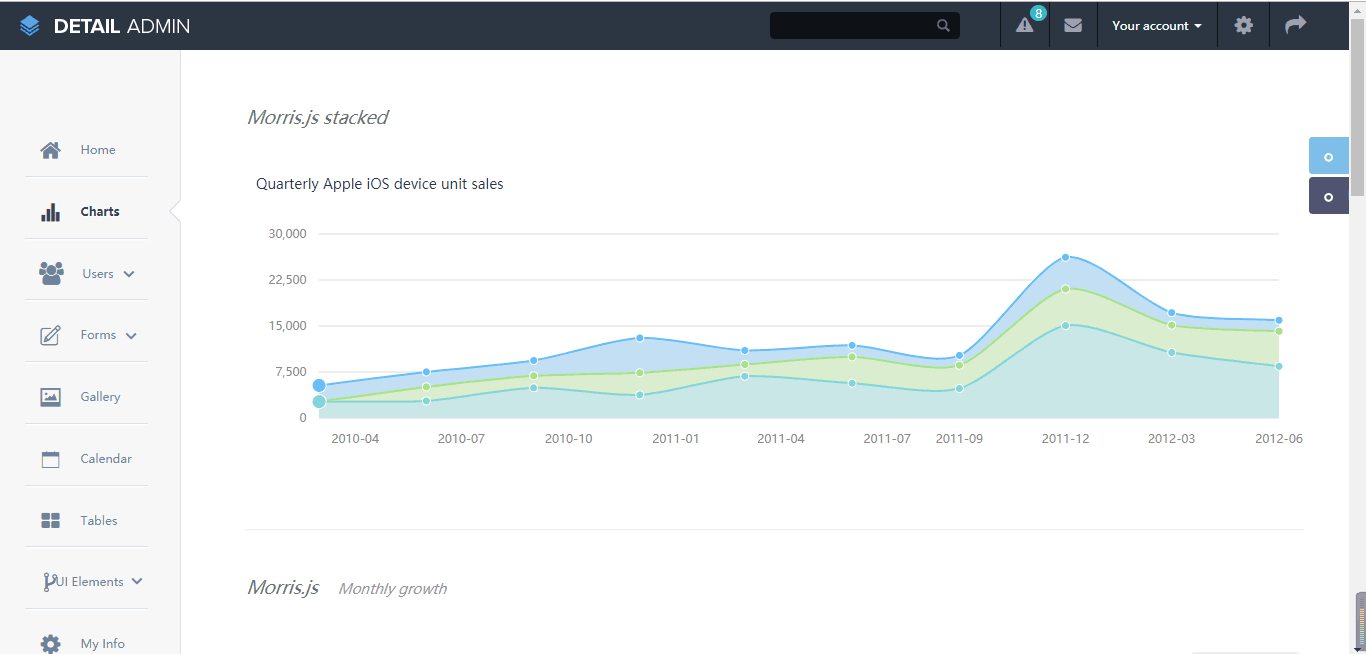 DETAIL ADMIN
8
Your account
Home
Charts
Users
Forms
Gallery
Calendar
Tables
UI Elements
My Info
Morris.js stacked
Quarterly Apple iOS device unit sales
30,000
22,500
15,000
7,500
0
2010-04 2010-07 2010-10 2011-01 2011-04 2011-07 2011-09 2011-12 2012-03 2012-06
Morris.js Monthly growth